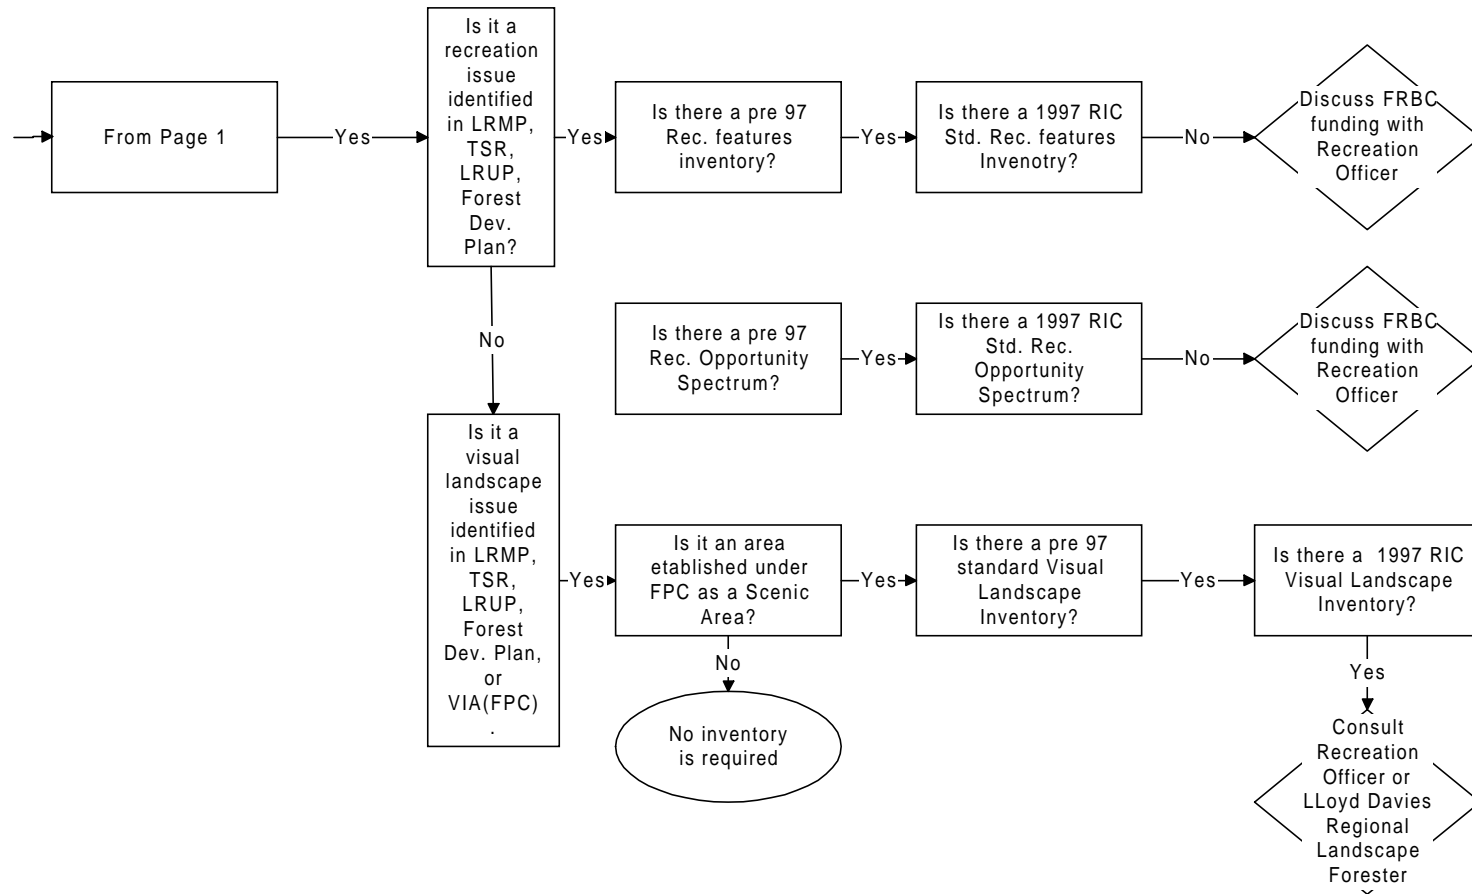 From Page 1
Yes
Is it a
recreation
issue
identified
in LRMP,
TSR,
LRUP,
Forest
Dev.
Plan?
Yes
Is there a pre 97
Rec. features
inventory?
Yes
Is there a 1997 RIC
Std. Rec. features
Invenotry?
No
Discuss FRBC
funding with
Recreation
Officer
No
Is there a pre 97
Rec. Opportunity
Spectrum?
Yes
Is there a 1997 RIC
Std. Rec.
Opportunity
Spectrum?
No
Discuss FRBC
funding with
Recreation
Officer
Is it a
visual
landscape
issue
identified
in LRMP,
TSR,
LRUP,
Forest
Dev. Plan,
or
VIA(FPC)
.
Yes
Is it an area
etablished under
FPC as a Scenic
Area?
Yes
Is there a pre 97
standard Visual
Landscape
Inventory?
Yes
Is there a 1997 RIC
Visual Landscape
Inventory?
No
No inventory
is required
Yes
Consult
Recreation
Officer or
LLoyd Davies
Regional
Landscape
Forester